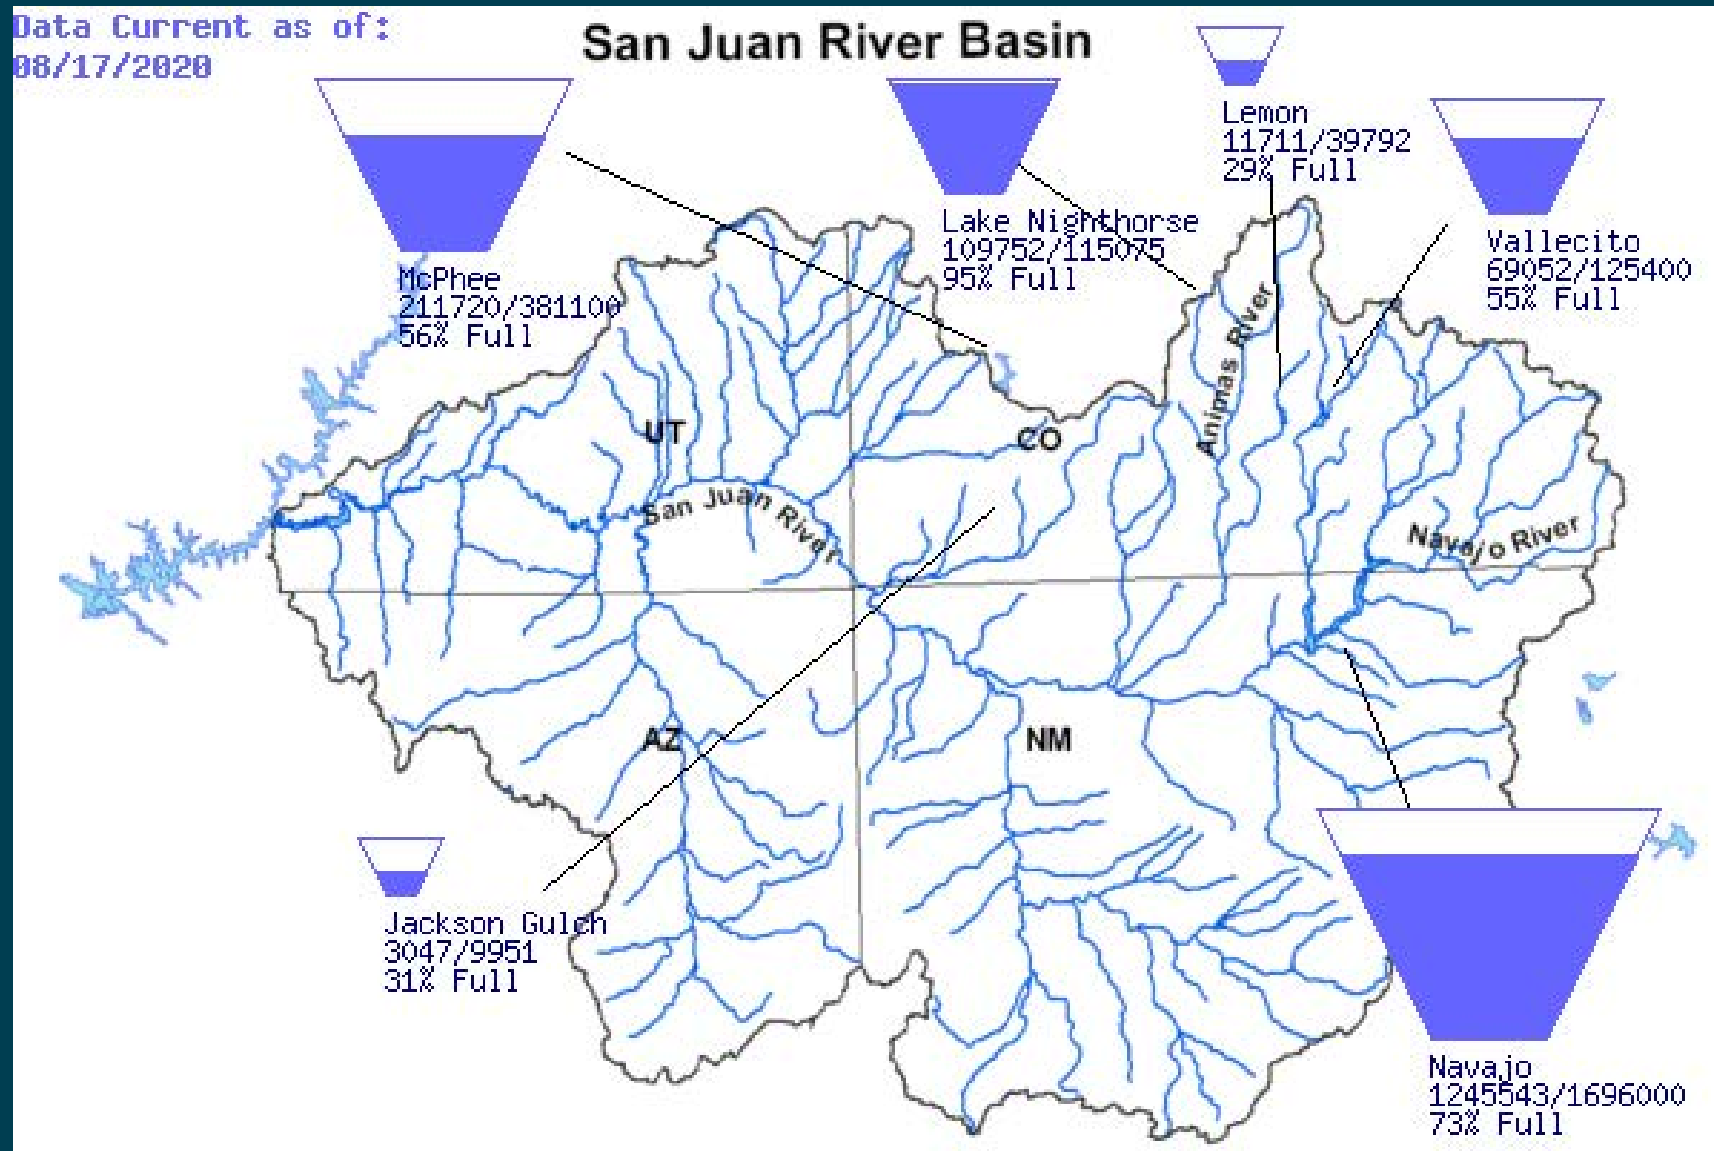 Data Current as of:
08/17/2020
San Juan River Basin
Lemon
11711/39792
29% Full
Lake Nighthorse
109752/115075
95% Full
Vallecito
69052/125400
55% Full
McPhee
211720/381100
56% Full
Animas River
UT
CO
San Juan River
Navajo River
AZ
NM
Jackson Gulch
3047/9951
31% Full
Navajo
1245543/1696000
73% Full